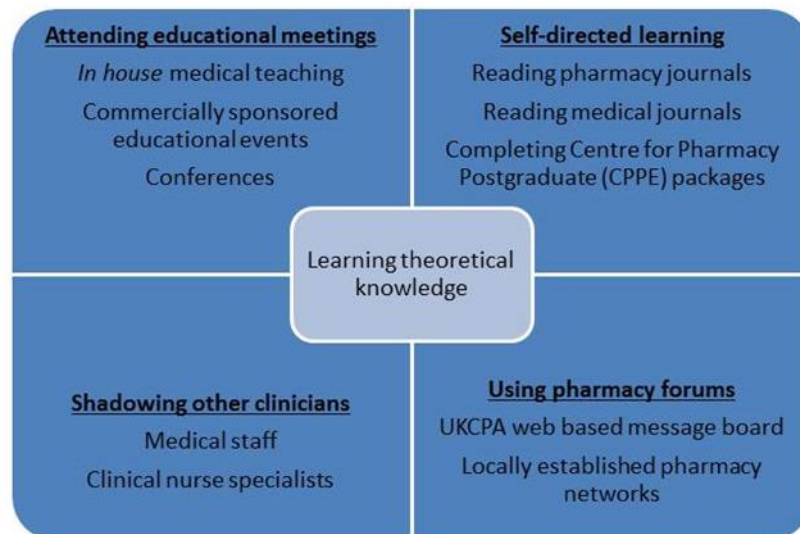 Attending educational meetings
In house medical teaching
Commercially sponsored
educational events
Conferences
Self-directed learning
Reading pharmacy journals
Reading medical journals
Completing Centre for Pharmacy
Postgraduate (CPPE) packages
Learning theoretical
knowledge
Shadowing other clinicians
Medical staff
Clinical nurse specialists
Using pharmacy forums
UKCPA web based message board
Locally established pharmacy
networks